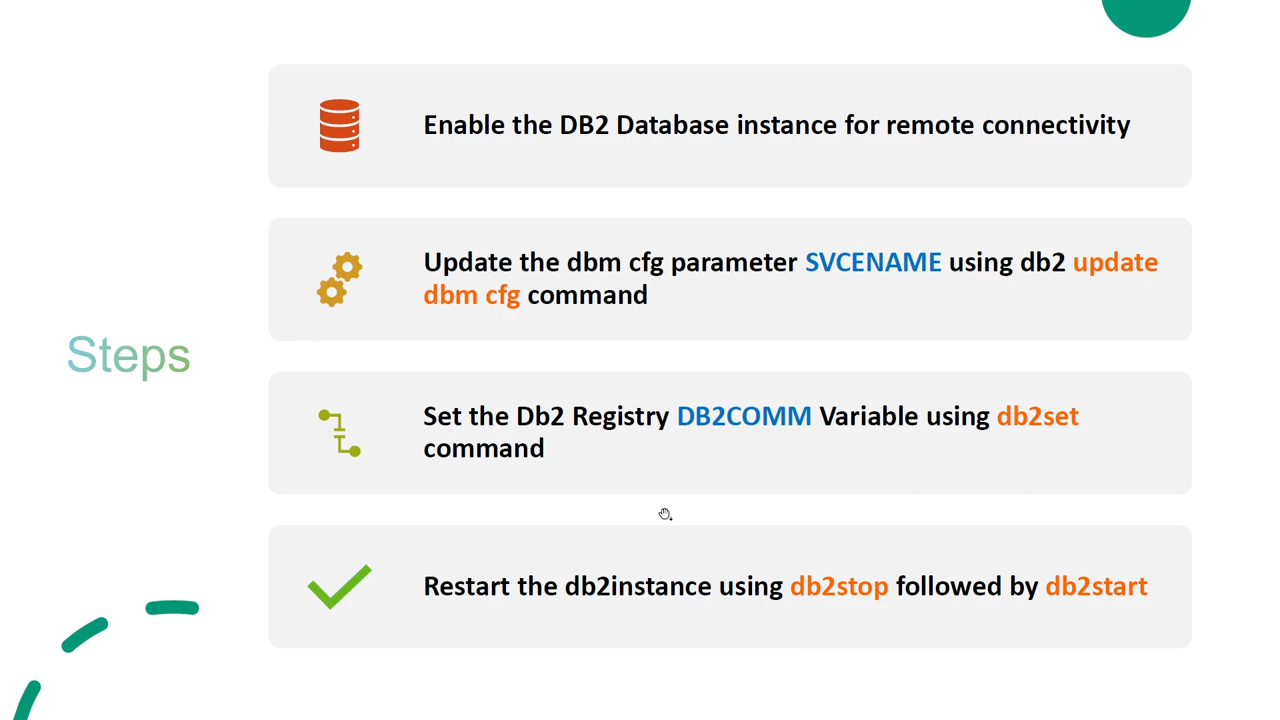 Enable the DB2 Database instance for remote connectivity
Update the dbm cfg parameter SVCENAME using db2 update
dbm cfg command
Steps
Set the Db2 Registry DB2COMM Variable using db2set
command
Restart the db2instance using db2stop followed by db2start